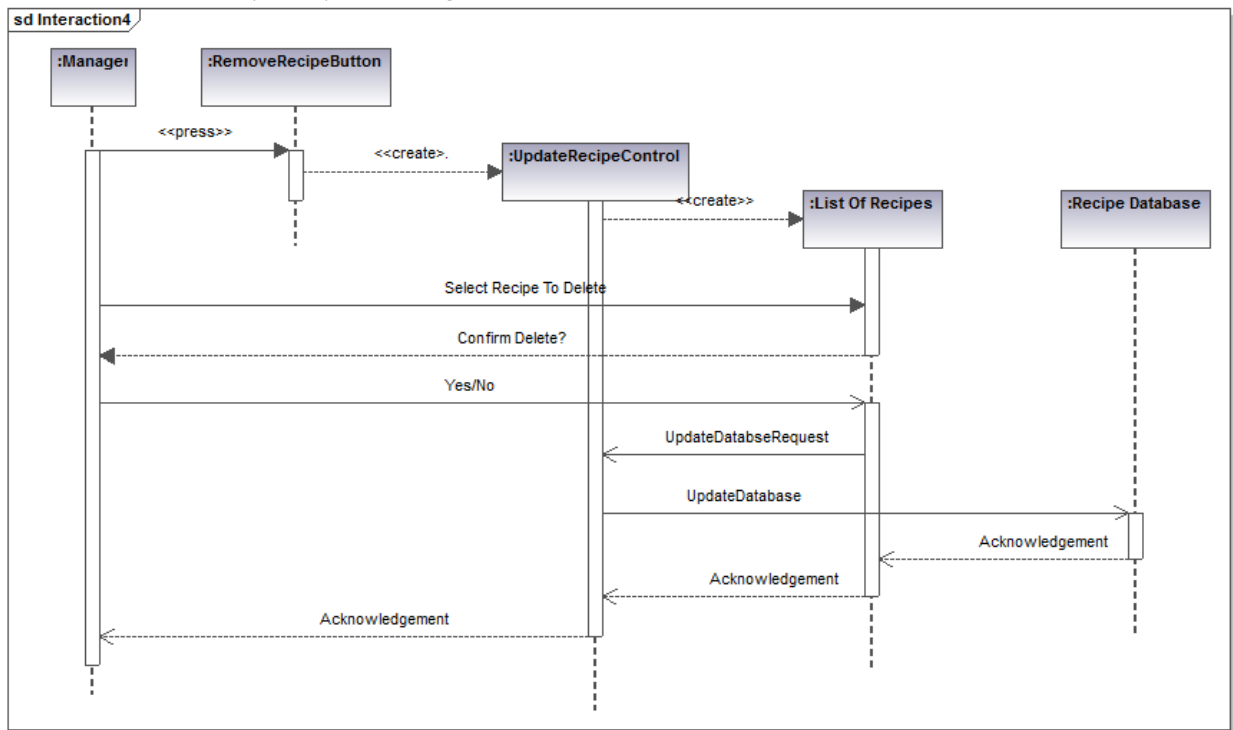 sd Interaction4
:Manager
:RemoveRecipeButton
<<press>>
<<create>.
:UpdateRecipeControl
<<create>>
:List Of Recipes
:Recipe Database
Select Recipe To Delete
Confirm Delete?
Yes/No
UpdateDatabseRequest
UpdateDatabase
Acknowledgement
Acknowledgement
Acknowledgement